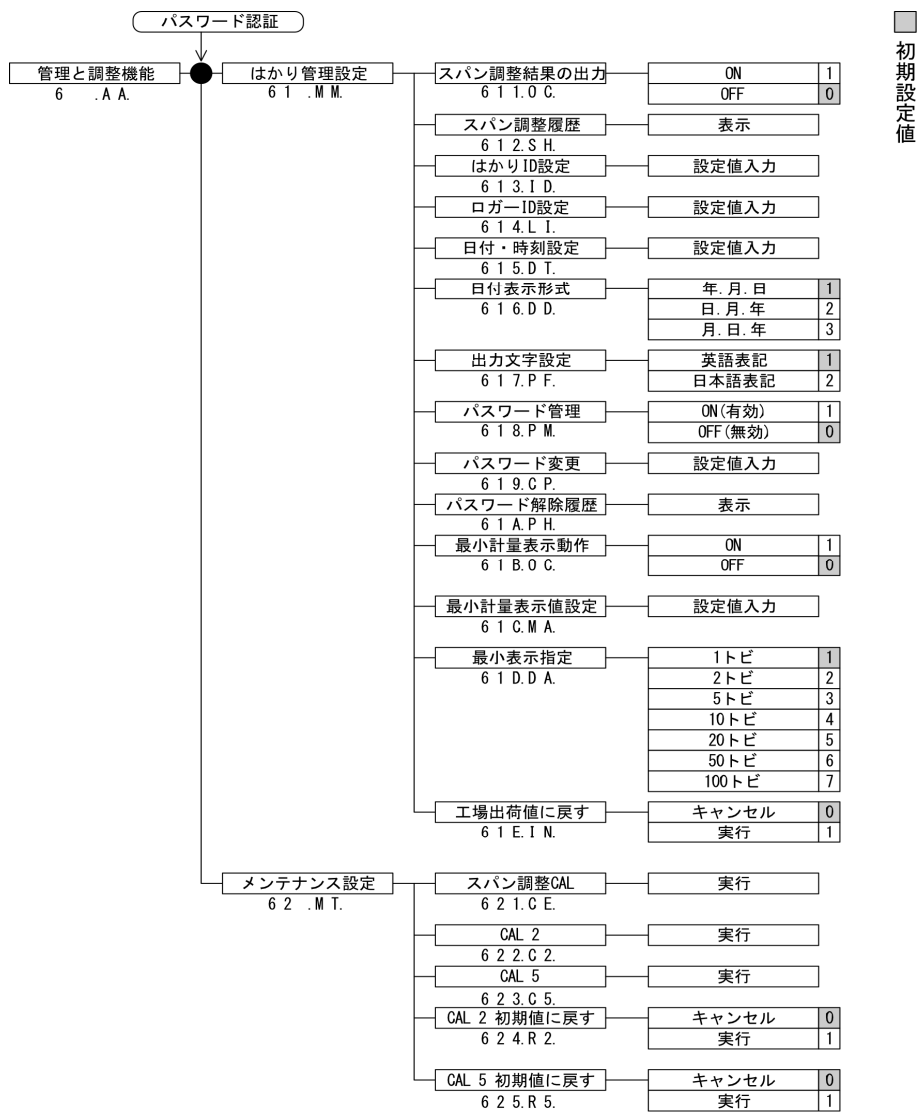 パスワード認証
初期設定値
管理と調整機能
6 .A A.
はかり管理設定
6 1 .M M.
スパン調整結果の出力
6 1 1.O C.
ON 1
OFF 0
スパン調整履歴
6 1 2.S H.
表示
はかりID設定
6 1 3.I D.
設定値入力
ロガーID設定
6 1 4.L I.
設定値入力
日付・時刻設定
6 1 5.D T.
設定値入力
日付表示形式
6 1 6.D D.
年.月.日 1
日.月.年 2
月.日.年 3
出力文字設定
6 1 7.P F.
英語表記 1
日本語表記 2
パスワード管理
6 1 8.P M.
ON(有効) 1
OFF(無効) 0
パスワード変更
6 1 9.C P.
設定値入力
パスワード解除履歴
6 1 A.P H.
表示
最小計量表示動作
6 1 B.O C.
ON 1
OFF 0
最小計量表示値設定
6 1 C.M A.
設定値入力
最小表示指定
6 1 D.D A.
1トビ 1
2トビ 2
5トビ 3
10トビ 4
20トビ 5
50トビ 6
100トビ 7
工場出荷値に戻す
6 1 E.I N.
キャンセル 0
実行 1
メンテナンス設定
6 2 .M T.
スパン調整CAL
6 2 1.C E.
実行
CAL 2
6 2 2.C 2.
実行
CAL 5
6 2 3.C 5.
実行
CAL 2 初期値に戻す
6 2 4.R 2.
キャンセル 0
実行 1
CAL 5 初期値に戻す
6 2 5.R 5.
キャンセル 0
実行 1